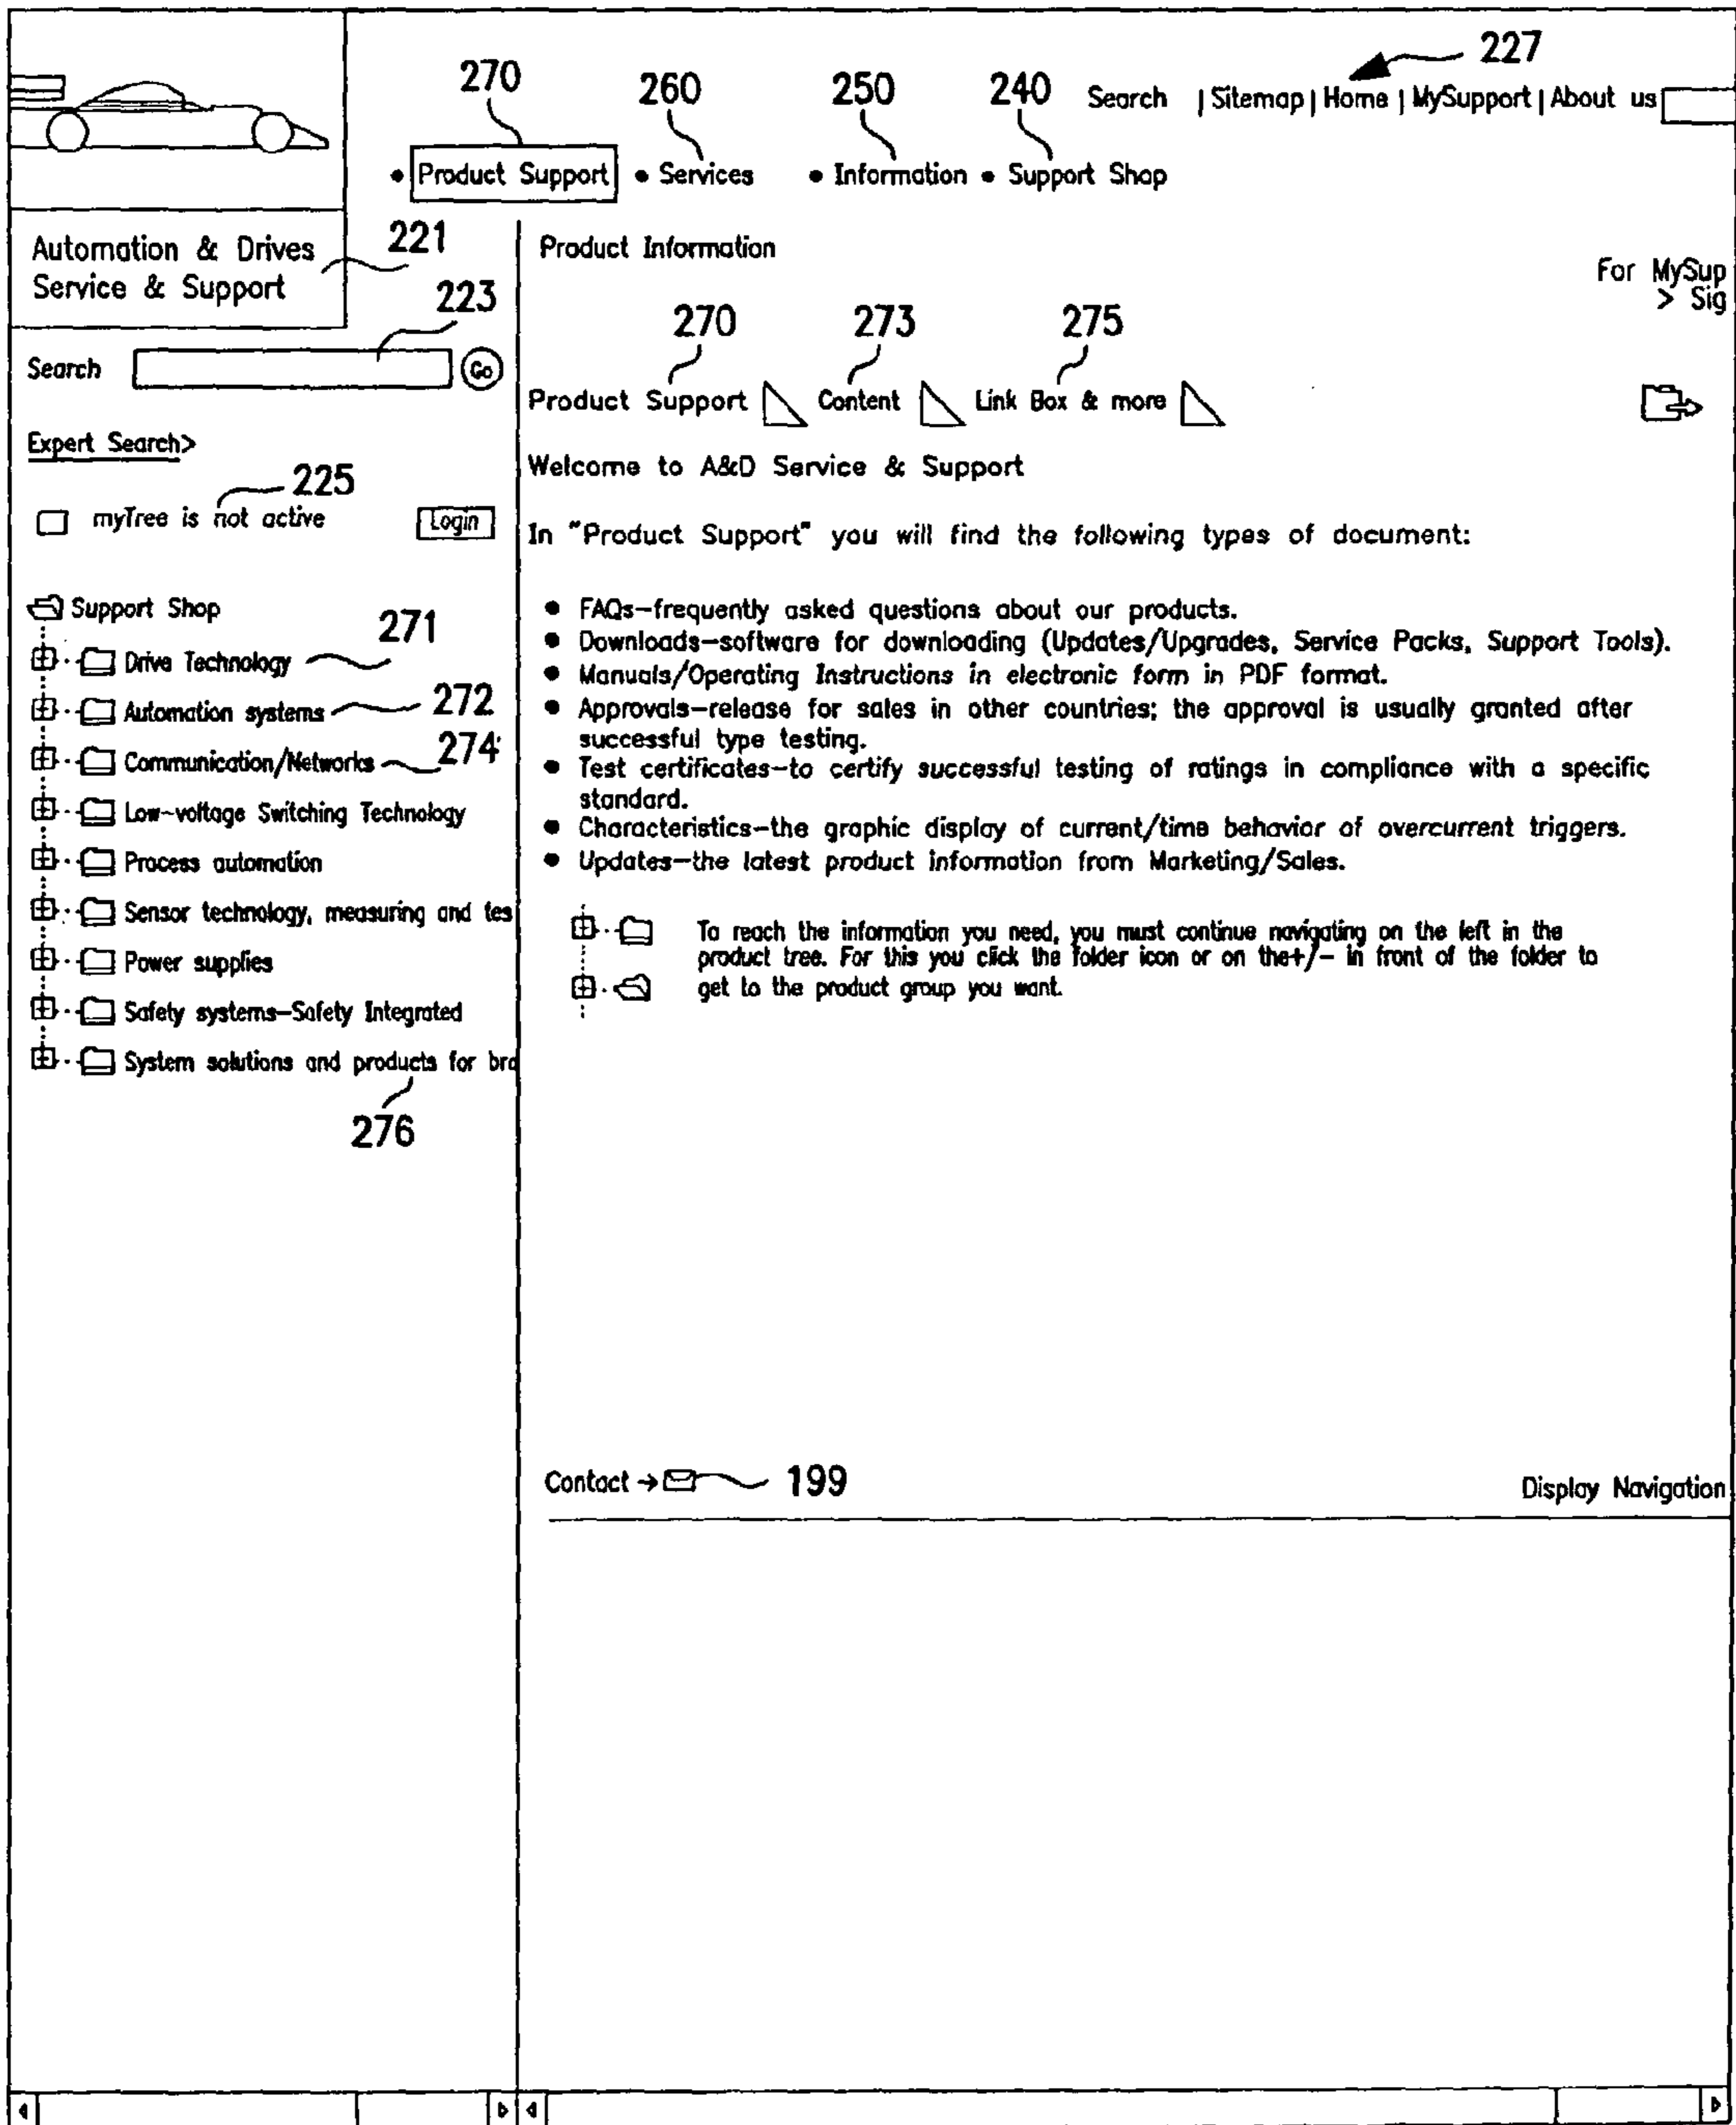 227
270 260 250 240
Search | Sitemap | Home | MySupport | About us
• Product Support • Services • Information • Support Shop
Automation & Drives
Service & Support
221
223
Search Go
Expert Search>
225
myTree is not active Login
Support Shop
271
Drive Technology
Automation systems 272
Communication/Networks 274
Low-voltage Switching Technology
Process automation
Sensor technology, measuring and tes
Power supplies
Safety systems-Safety Integrated
System solutions and products for bra
276
Product Information
For MySup
> Sig
270 273 275
Product Support Content Link Box & more
Welcome to A&D Service & Support
In "Product Support" you will find the following types of document:
• FAQs-frequently asked questions about our products.
• Downloads-software for downloading (Updates/Upgrades, Service Packs, Support Tools).
• Manuals/Operating Instructions in electronic form in PDF format.
• Approvals-release for sales in other countries; the approval is usually granted after
successful type testing.
• Test certificates-to certify successful testing of ratings in compliance with a specific
standard.
• Characteristics-the graphic display of current/time behavior of overcurrent triggers.
• Updates-the latest product information from Marketing/Sales.
To reach the information you need, you must continue navigating on the left in the
product tree. For this you click the folder icon or on the+/- in front of the folder to
get to the product group you want.
Contact → 199
Display Navigation